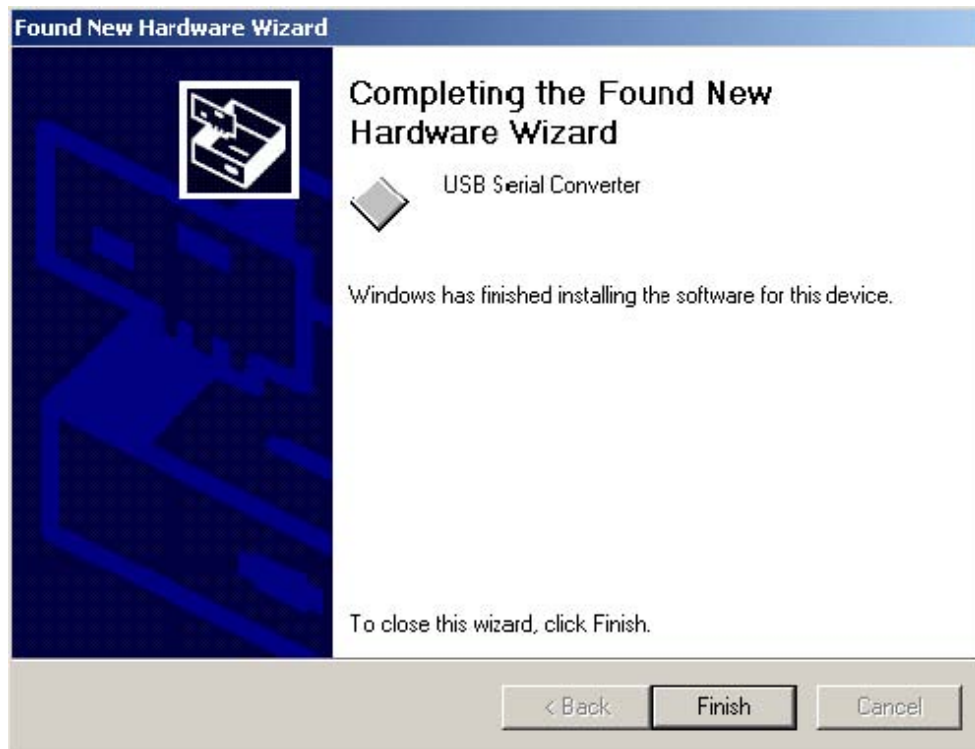 Found New Hardware Wizard
Completing the Found New
Hardware Wizard
USB Serial Converter
Windows has finished installing the software for this device.
To close this wizard, click Finish.
< Back
Finish
Cancel